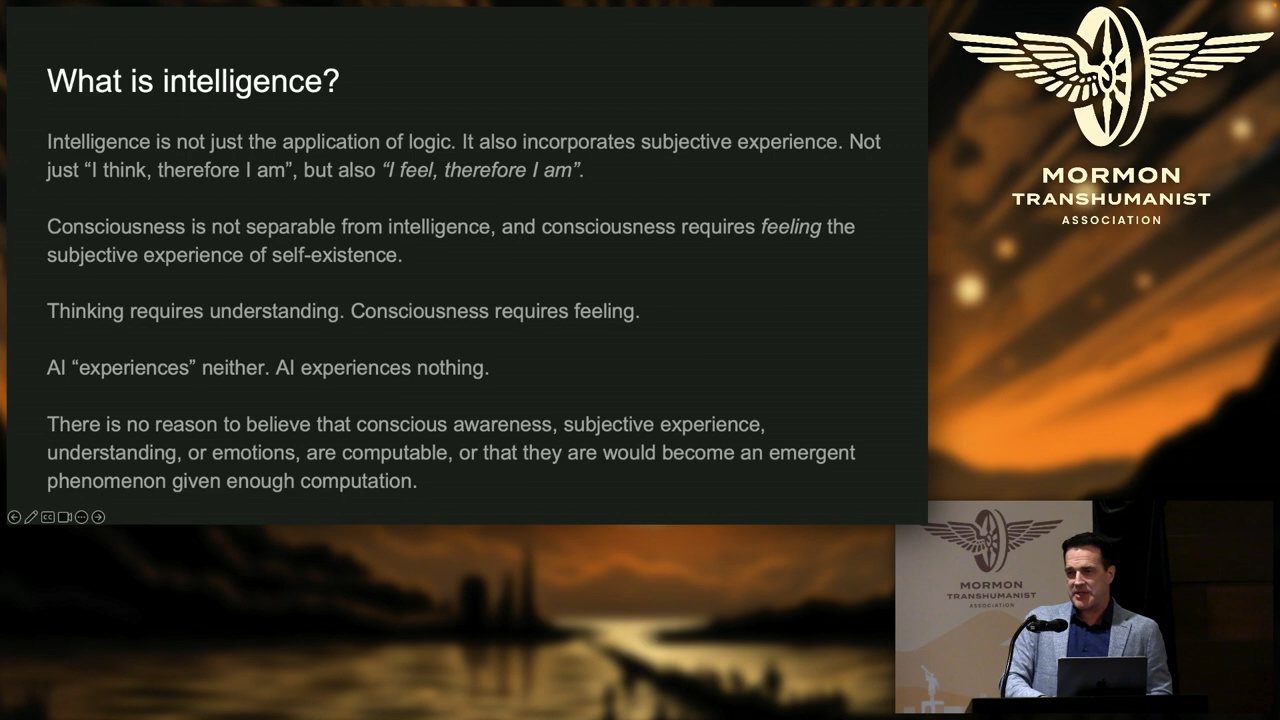 What is intelligence?
Intelligence is not just the application of logic. It also incorporates subjective experience. Not
just “I think, therefore I am”, but also “I feel, therefore I am”.
Consciousness is not separable from intelligence, and consciousness requires feeling the
subjective experience of self-existence.
Thinking requires understanding. Consciousness requires feeling.
AI “experiences” neither. AI experiences nothing.
There is no reason to believe that conscious awareness, subjective experience,
understanding, or emotions, are computable, or that they are would become an emergent
phenomenon given enough computation.
CC
MORMON
TRANSHUMANIST
ASSOCIATION
MORMON
TRANSHUMANIST
ASSOCIATION